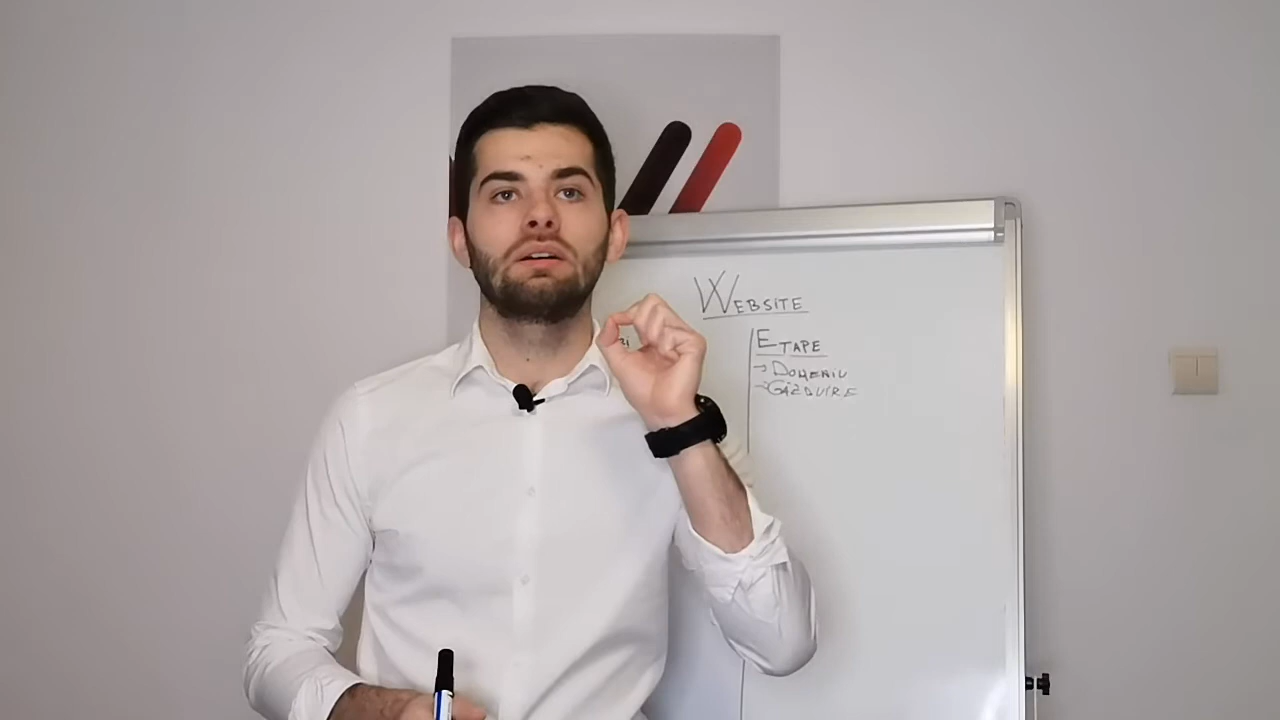 WEBSITE
ETAPE
→ DOMENIU
→ GĂZDUIRE